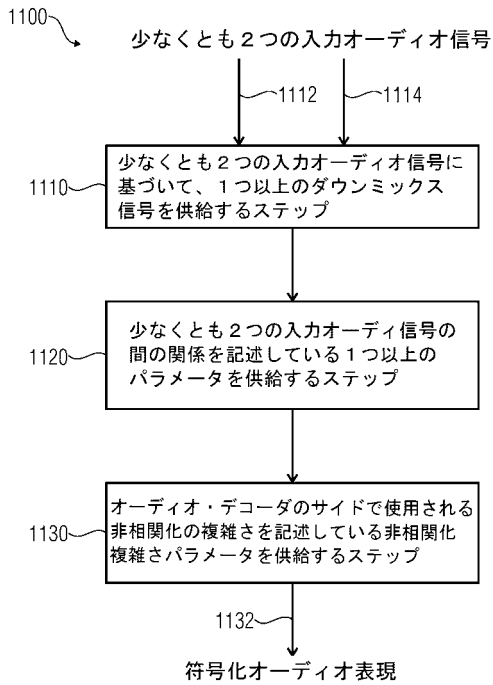 1100
少なくとも2つの入力オーディオ信号
1112
1114
1110
少なくとも2つの入力オーディオ信号に
基づいて、1つ以上のダウンミックス
信号を供給するステップ
1120
少なくとも2つの入力オーディ信号の
間の関係を記述している1つ以上の
パラメータを供給するステップ
1130
オーディオ・デコーダのサイドで使用される
非相関化の複雑さを記述している非相関化
複雑さパラメータを供給するステップ
1132
符号化オーディオ表現